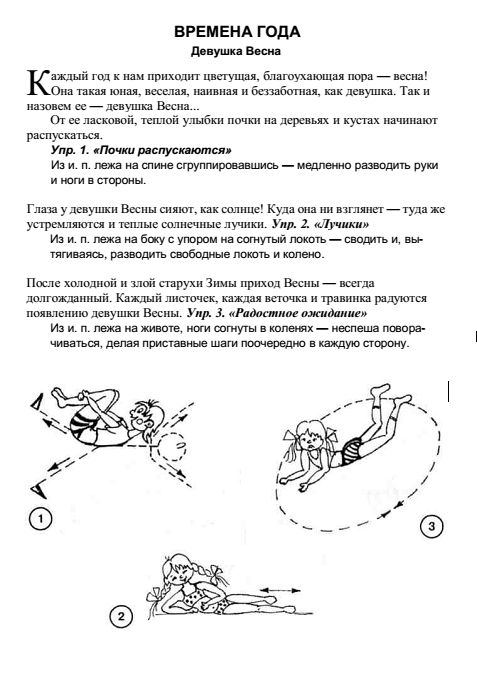 ВРЕМЕНА ГОДА
Девушка Весна
Каждый год к нам приходит цветущая, благоухающая пора — весна!
Она такая юная, веселая, наивная и беззаботная, как девушка. Так и
назовем ее — девушка Весна...
От ее ласковой, теплой улыбки почки на деревьях и кустах начинают
распускаться.
Упр. 1. «Почки распускаются»
Из и. п. лежа на спине сгруппировавшись — медленно разводить руки
и ноги в стороны.
Глаза у девушки Весны сияют, как солнце! Куда она ни взглянет — туда же
устремляются и теплые солнечные лучики. Упр. 2. «Лучики»
Из и. п. лежа на боку с упором на согнутый локоть — сводить и, вы-
тягиваясь, разводить свободные локоть и колено.
После холодной и злой старухи Зимы приход Весны — всегда
долгожданный. Каждый листочек, каждая веточка и травинка радуются
появлению девушки Весны. Упр. 3. «Радостное ожидание»
Из и. п. лежа на животе, ноги согнуты в коленях — неспеша повора-
чиваться, делая приставные шаги поочередно в каждую сторону.
1
3
2